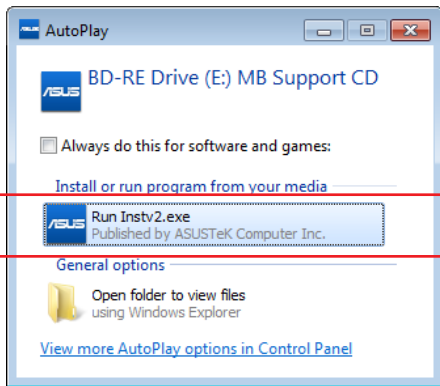 AutoPlay
BD-RE Drive (E:) MB Support CD
ASUS
Always do this for software and games:
Install or run program from your media
ASUS
Run Instv2.exe
Published by ASUSTeK Computer Inc.
General options
Open folder to view files
using Windows Explorer
View more AutoPlay options in Control Panel